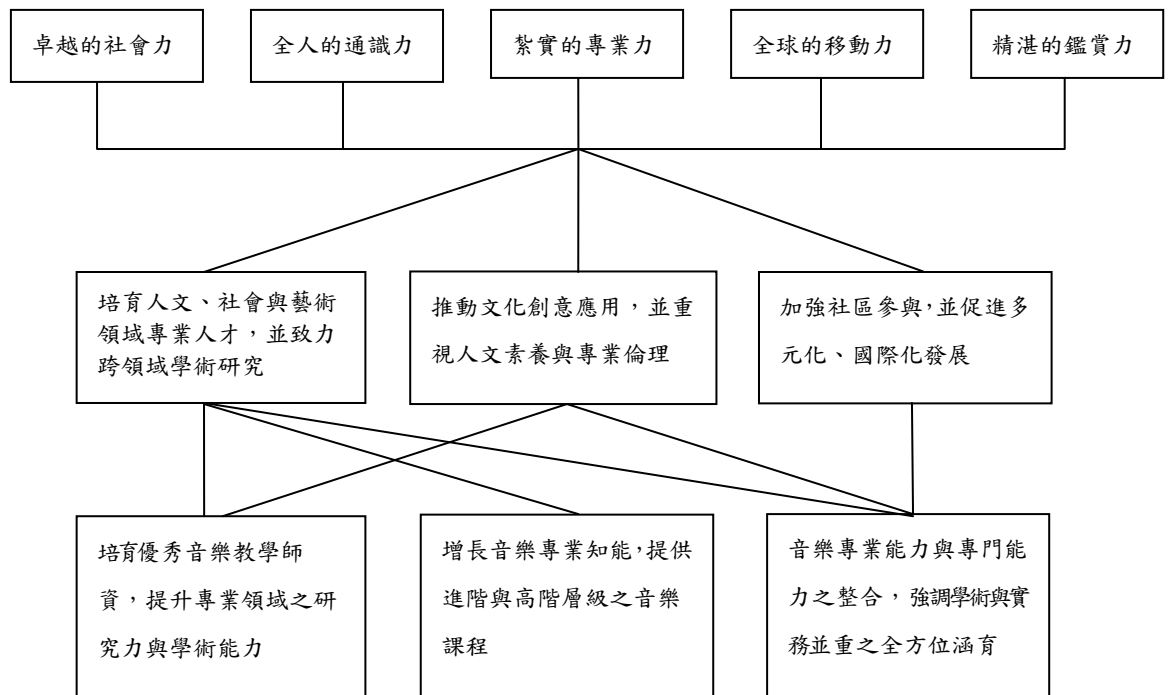 卓越的社會力
全人的通識力
紮實的專業力
全球的移動力
精湛的鑑賞力
培育人文、社會與藝術
領域專業人才，並致力
跨領域學術研究
推動文化創意應用，並重
視人文素養與專業倫理
加強社區參與，並促進多
元化、國際化發展
培育優秀音樂教學師
資，提升專業領域之研
究力與學術能力
增長音樂專業知能，提供
進階與高階層級之音樂
課程
音樂專業能力與專門能
力之整合，強調學術與實
務並重之全方位涵育